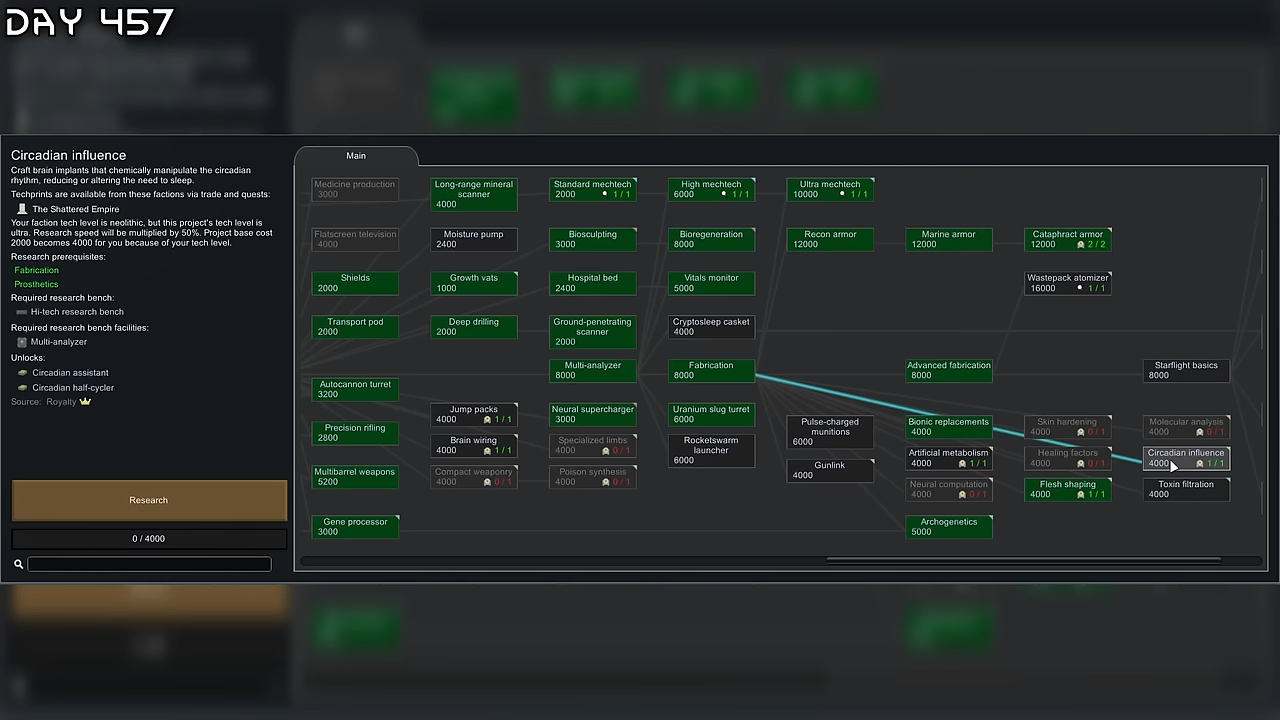 DAY 457
Circadian influence
Craft brain implants that chemically manipulate the circadian
rhythm, reducing or altering the need to sleep.
Techprints are available from these factions via trade and quests:
The Shattered Empire
Your faction tech level is neolithic, but this project's tech level is
ultra. Research speed will be multiplied by 50%. Project base cost
2000 becomes 4000 for you because of your tech level.
Research prerequisites:
Fabrication
Prosthetics
Required research bench:
Hi-tech research bench
Required research bench facilities:
Multi-analyzer
Unlocks:
Circadian assistant
Circadian half-cycler
Source: Royalty
Research
0 / 4000
Main
Medicine production
3000
Long-range mineral
scanner
4000
Standard mechtech
2000 1 / 1
High mechtech
6000 1 / 1
Ultra mechtech
10000 1 / 1
Flatscreen television
4000
Moisture pump
2400
Biosculpting
3000
Bioregeneration
8000
Recon armor
12000
Marine armor
12000
Cataphract armor
12000 2 / 2
Shields
2000
Growth vats
1000
Hospital bed
2400
Vitals monitor
5000
Wastepack atomizer
16000 1 / 1
Transport pod
2000
Deep drilling
2000
Ground-penetrating
scanner
2000
Cryptosleep casket
4000
Multi-analyzer
8000
Fabrication
8000
Advanced fabrication
8000
Starflight basics
8000
Autocannon turret
3200
Jump packs
4000 1 / 1
Neural supercharger
3000
Uranium slug turret
6000
Pulse-charged
munitions
6000
Bionic replacements
4000
Skin hardening
4000 0 / 1
Molecular analysis
4000 0 / 1
Precision rifling
2800
Brain wiring
4000 1 / 1
Specialized limbs
4000 0 / 1
Rocketswarm
launcher
6000
Gunlink
4000
Artificial metabolism
4000 1 / 1
Healing factors
4000 0 / 1
Circadian influence
4000 1 / 1
Multibarrel weapons
5200
Compact weaponry
4000 0 / 1
Poison synthesis
4000 0 / 1
Neural computation
4000 0 / 1
Flesh shaping
4000 1 / 1
Toxin filtration
4000
Gene processor
3000
Archogenetics
5000